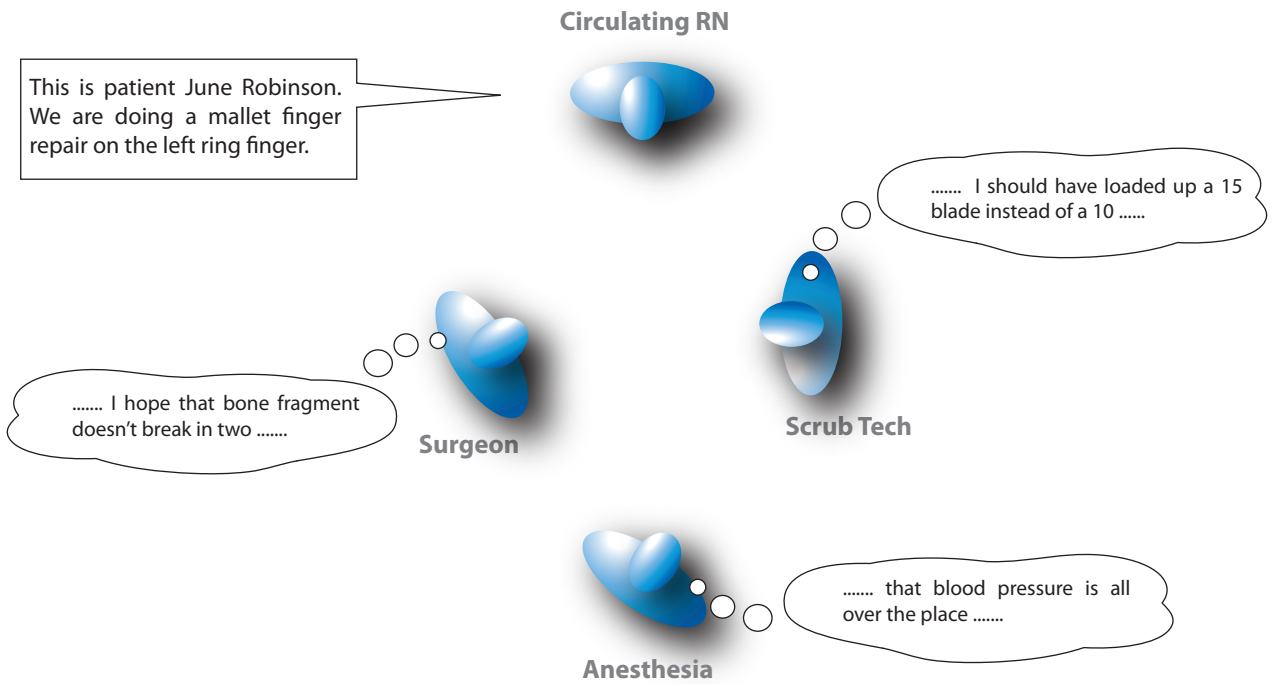 Circulating RN
This is patient June Robinson.
We are doing a mallet finger
repair on the left ring finger.
....... I should have loaded up a 15
blade instead of a 10 ......
....... I hope that bone fragment
doesn't break in two .......
Surgeon
Scrub Tech
....... that blood pressure is all
over the place .......
Anesthesia